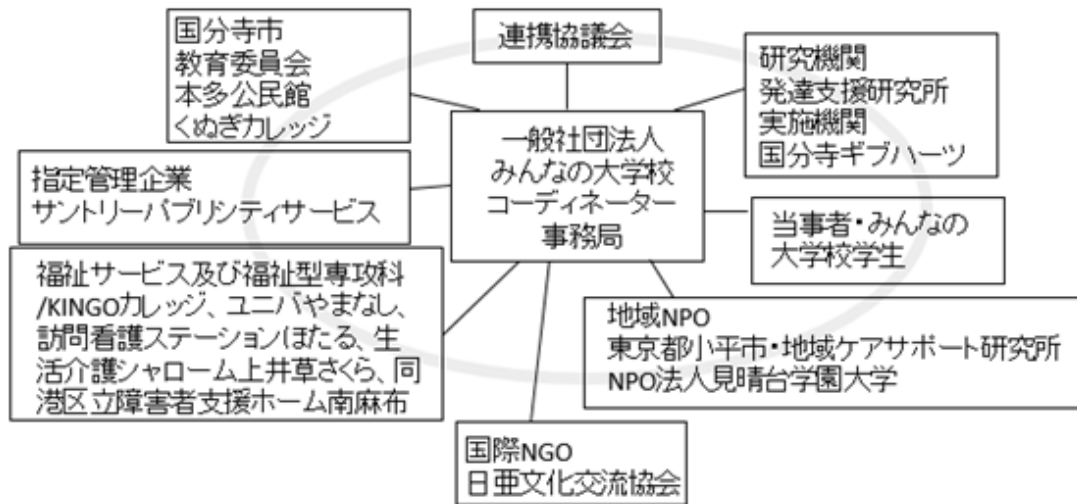 連携協議会
国分寺市
教育委員会
本多公民館
くぬぎカレッジ
研究機関
発達支援研究所
実施機関
国分寺ギブハーツ
一般社団法人
みんなの大学校
コーディネーター
事務局
指定管理企業
サントリーパブリシティサービス
当事者・みんなの
大学校学生
福祉サービス及び福祉型専攻科
/KINGOカレッジ、ユニバやまなし、
訪問看護ステーションほたる、生
活介護シャローム上井草さくら、同
港区立障害者支援ホーム南麻布
地域NPO
東京都小平市・地域ケアサポート研究所
NPO法人見晴台学園大学
国際NGO
日亜文化交流協会